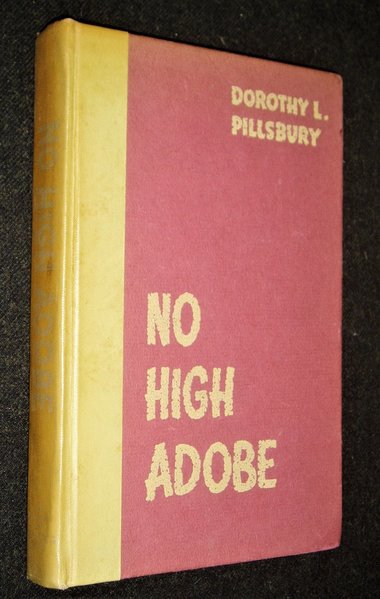 DOROTHY L.
PILLSBURY
NO
HIGH
ADOBE
NO HIGH ADOBE